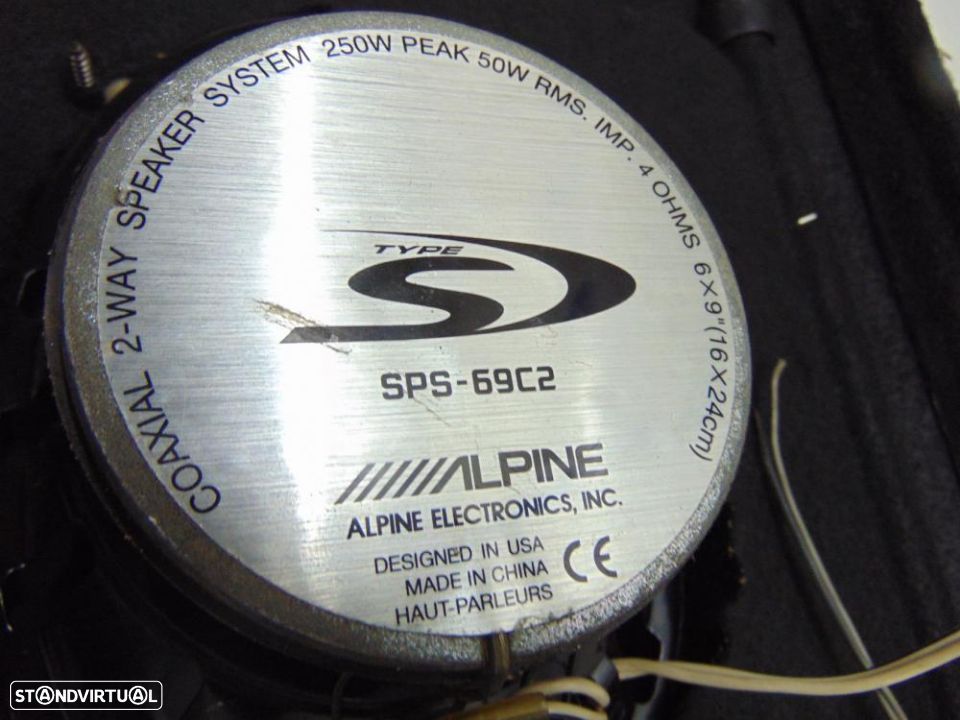 COAXIAL 2-WAY SPEAKER SYSTEM 250W PEAK 50W RMS. IMP. 4 OHMS 6×9"(16×24cm)
TYPE
S
SPS-69C2
ALPINE
ALPINE ELECTRONICS, INC.
DESIGNED IN USA
MADE IN CHINA
HAUT-PARLEURS
CE
STANDVIRTUAL